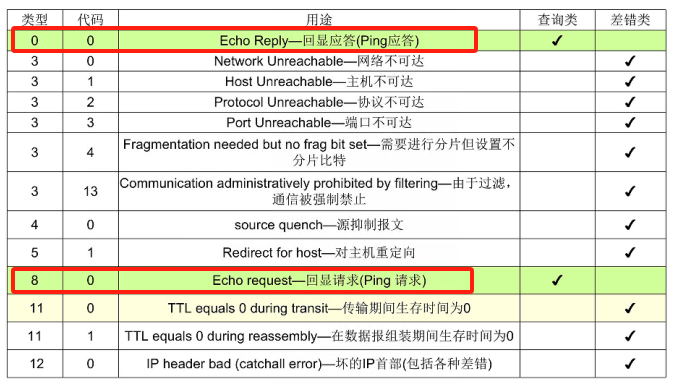 类型 代码 用途 查询类 差错类
0 0 Echo Reply—回显应答(Ping应答) ✓
3 0 Network Unreachable—网络不可达 ✓
3 1 Host Unreachable—主机不可达 ✓
3 2 Protocol Unreachable—协议不可达 ✓
3 3 Port Unreachable—端口不可达 ✓
3 4 Fragmentation needed but no frag bit set—需要进行分片但设置不
分片比特 ✓
3 13 Communication administratively prohibited by filtering—由于过滤，
通信被强制禁止 ✓
4 0 source quench—源抑制报文 ✓
5 1 Redirect for host—对主机重定向 ✓
8 0 Echo request—回显请求(Ping 请求) ✓
11 0 TTL equals 0 during transit—传输期间生存时间为0 ✓
11 1 TTL equals 0 during reassembly—在数据报组装期间生存时间为0 ✓
12 0 IP header bad (catchall error)—坏的IP首部(包括各种差错) ✓